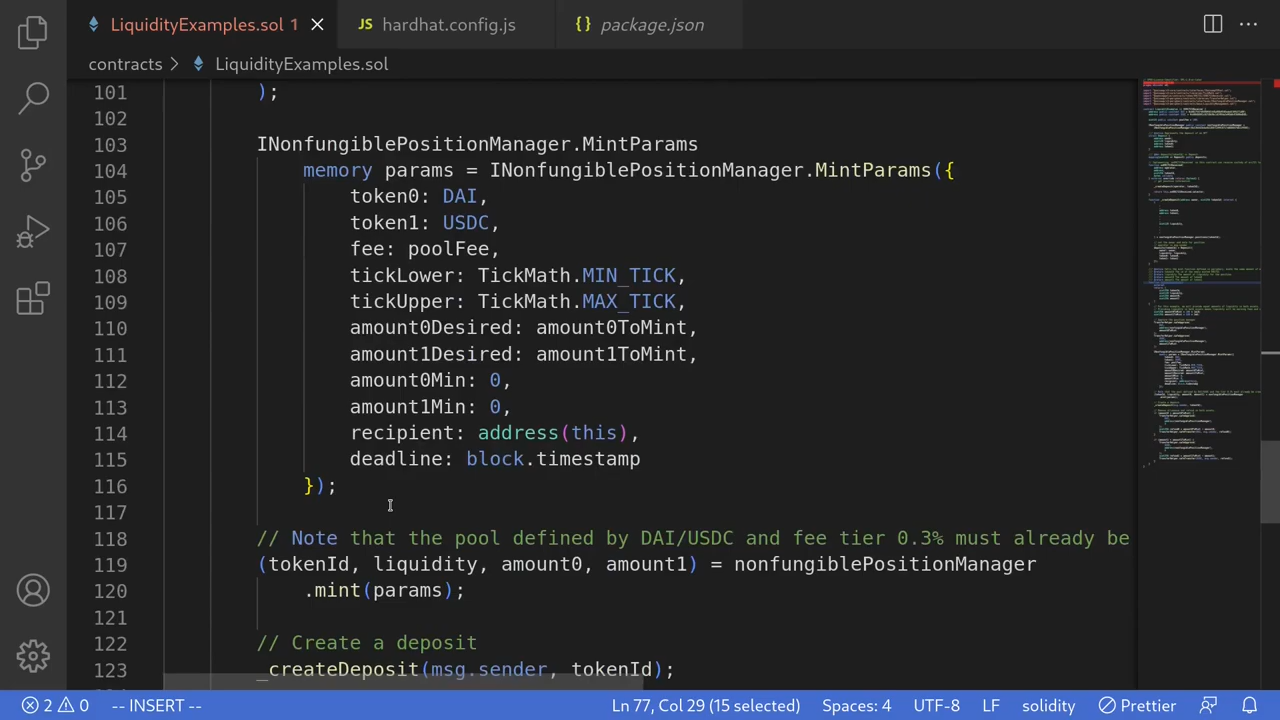 LiquidityExamples.sol 1
JS hardhat.config.js
{} package.json
contracts > LiquidityExamples.sol
101 );
102
103 INonfungiblePositionManager.MintParams
104 memory params = INonfungiblePositionManager.MintParams({
105 token0: DAI,
106 token1: USDC,
107 fee: poolFee,
108 tickLower: TickMath.MIN_TICK,
109 tickUpper: TickMath.MAX_TICK,
110 amount0Desired: amount0ToMint,
111 amount1Desired: amount1ToMint,
112 amount0Min: 0,
113 amount1Min: 0,
114 recipient: address(this),
115 deadline: block.timestamp
116 });
117
118 // Note that the pool defined by DAI/USDC and fee tier 0.3% must already be
119 (tokenId, liquidity, amount0, amount1) = nonfungiblePositionManager
120 .mint(params);
121
122 // Create a deposit
123 _createDeposit(msg.sender, tokenId);
2 0 -- INSERT -- Ln 77, Col 29 (15 selected) Spaces: 4 UTF-8 LF solidity Prettier